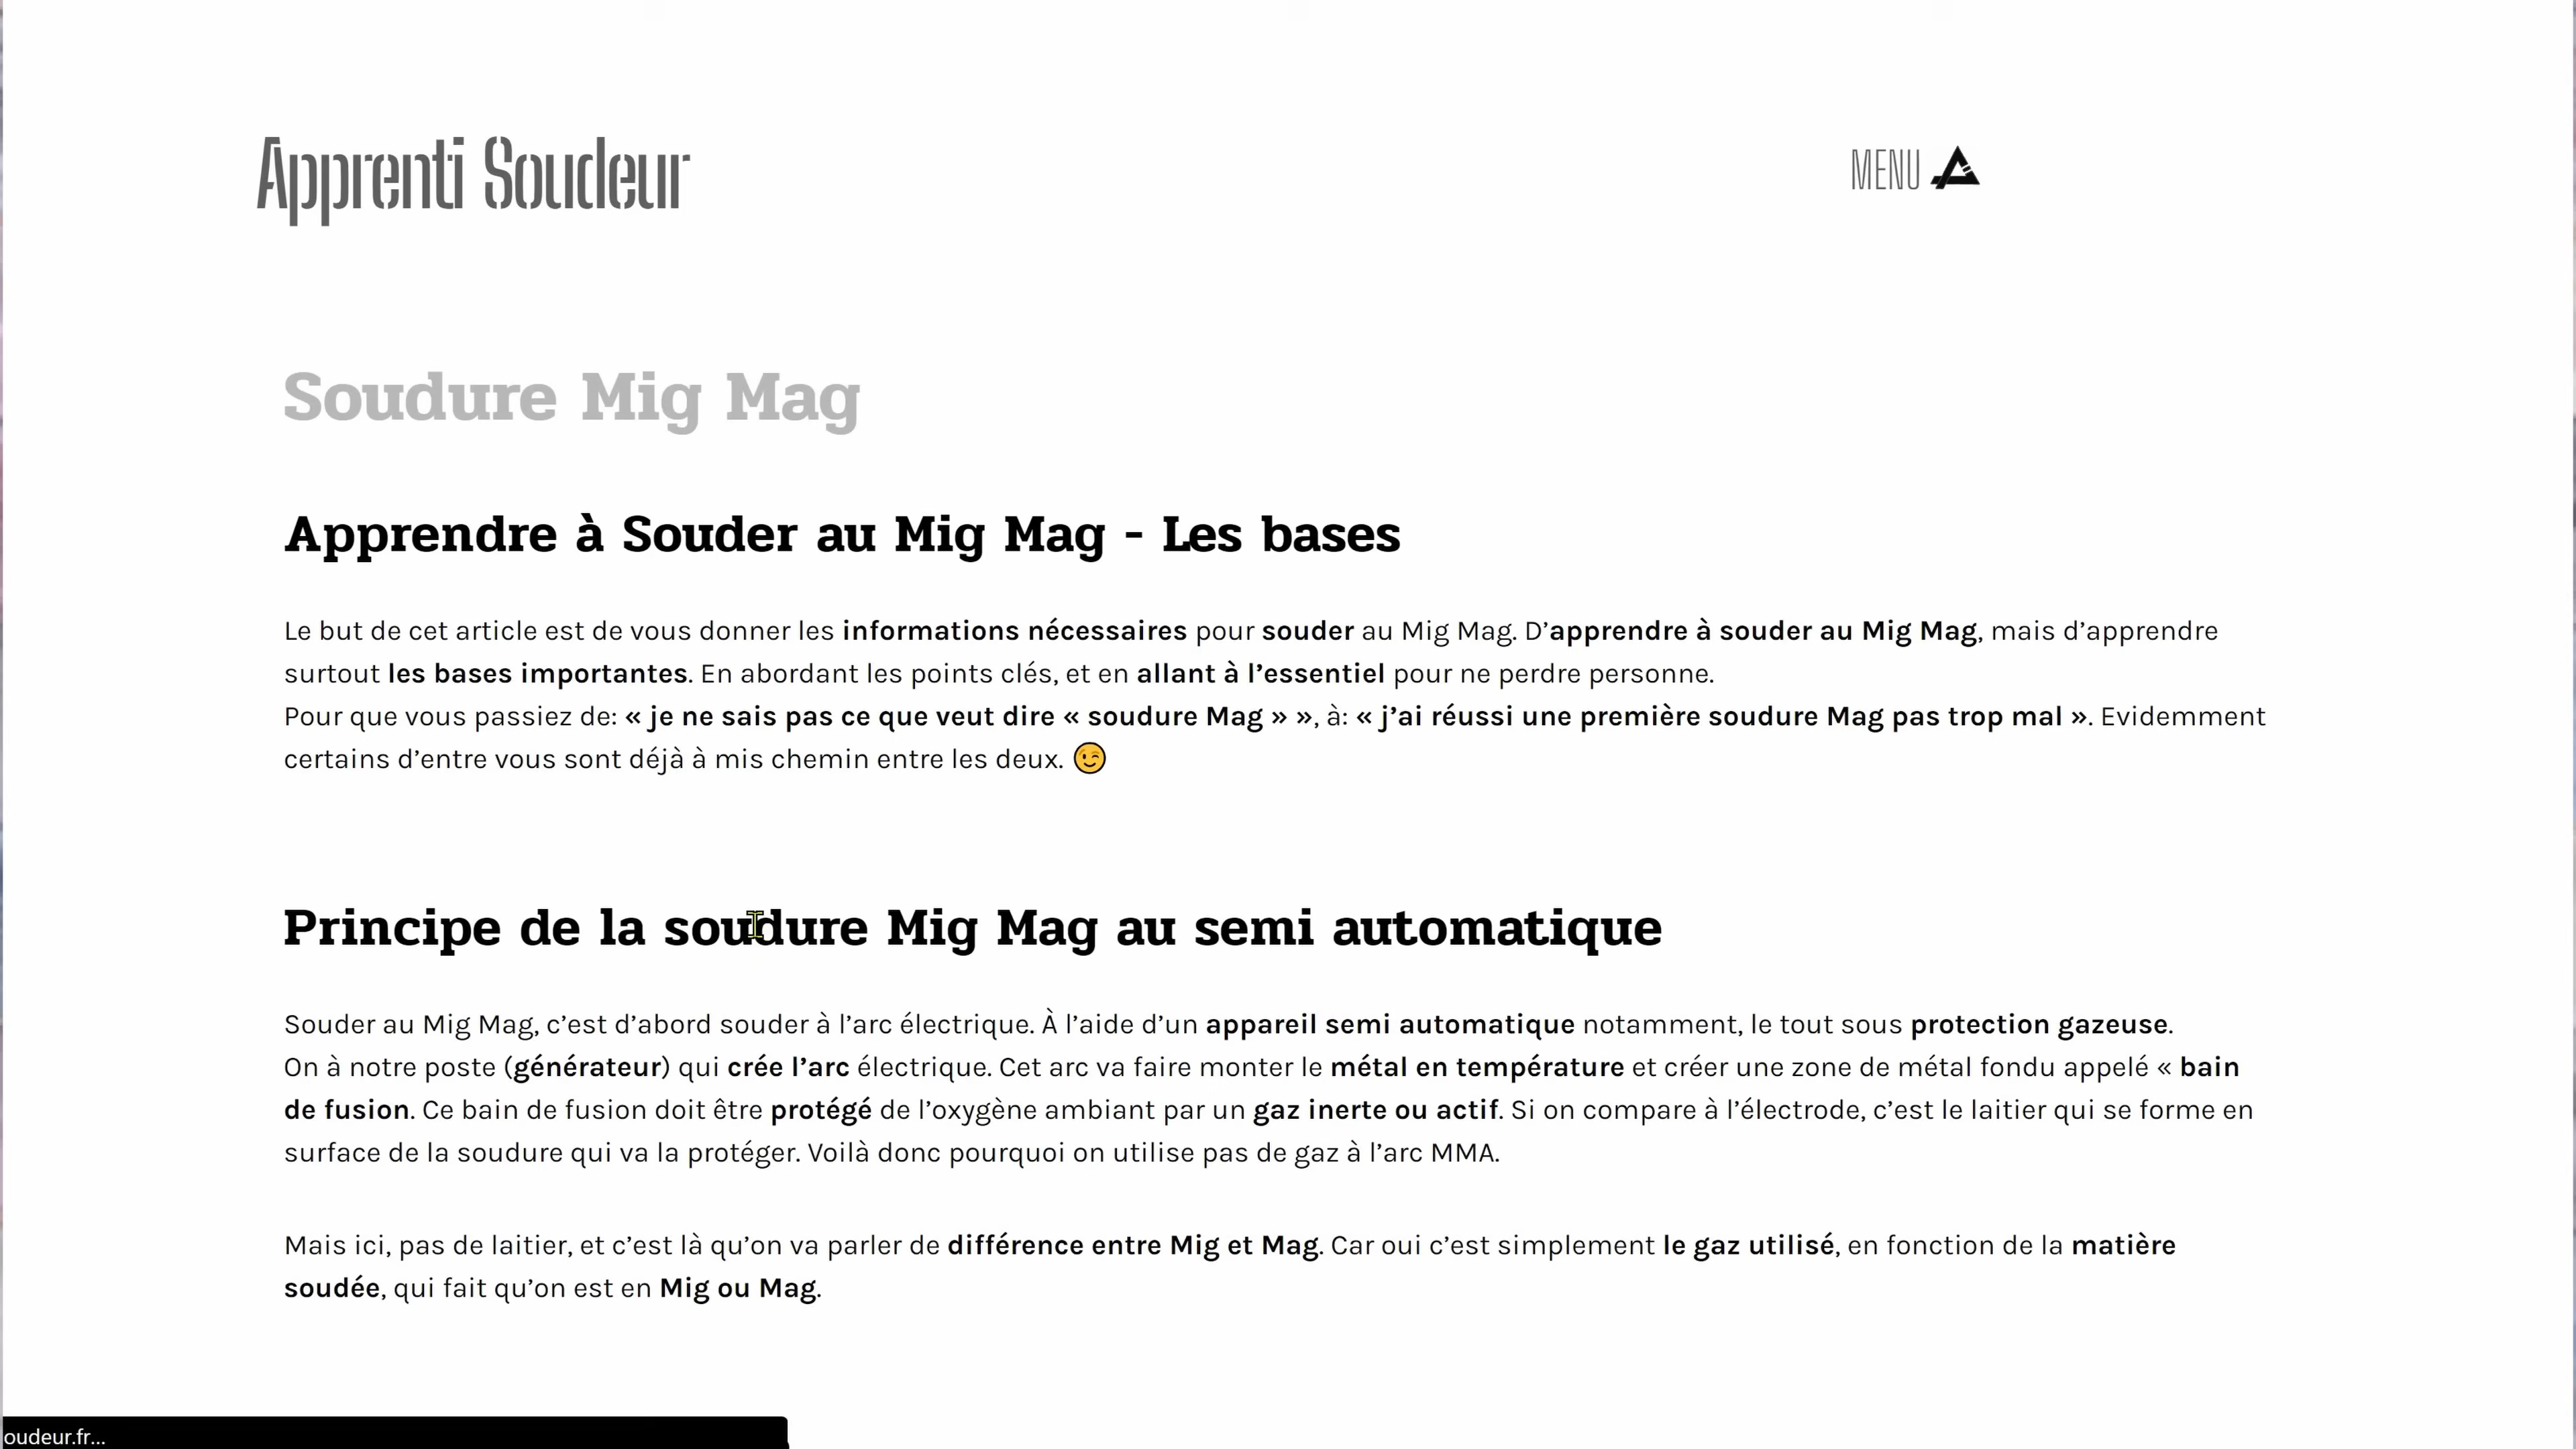 Apprenti Soudeur
MENU
Soudure Mig Mag
Apprendre à Souder au Mig Mag - Les bases
Le but de cet article est de vous donner les informations nécessaires pour souder au Mig Mag. D’apprendre à souder au Mig Mag, mais d’apprendre
surtout les bases importantes. En abordant les points clés, et en allant à l’essentiel pour ne perdre personne.
Pour que vous passiez de: « je ne sais pas ce que veut dire « soudure Mag » », à: « j’ai réussi une première soudure Mag pas trop mal ». Evidemment
certains d’entre vous sont déjà à mis chemin entre les deux. 😉
Principe de la soudure Mig Mag au semi automatique
Souder au Mig Mag, c’est d’abord souder à l’arc électrique. À l’aide d’un appareil semi automatique notamment, le tout sous protection gazeuse.
On à notre poste (générateur) qui crée l’arc électrique. Cet arc va faire monter le métal en température et créer une zone de métal fondu appelé « bain
de fusion. Ce bain de fusion doit être protégé de l’oxygène ambiant par un gaz inerte ou actif. Si on compare à l’électrode, c’est le laitier qui se forme en
surface de la soudure qui va la protéger. Voilà donc pourquoi on utilise pas de gaz à l’arc MMA.
Mais ici, pas de laitier, et c’est là qu’on va parler de différence entre Mig et Mag. Car oui c’est simplement le gaz utilisé, en fonction de la matière
soudée, qui fait qu’on est en Mig ou Mag.
oudeur.fr...